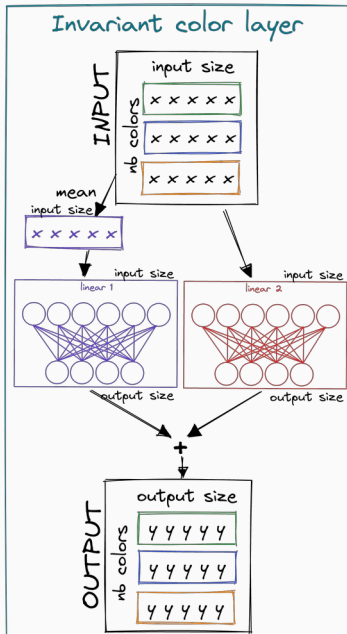 Invariant color layer
INPUT
input size
nb colors
x x x x x
x x x x x
x x x x x
mean
input size
x x x x x
input size
linear 1
output size
input size
linear 2
output size
+
OUTPUT
output size
nb colors
y y y y y
y y y y y
y y y y y